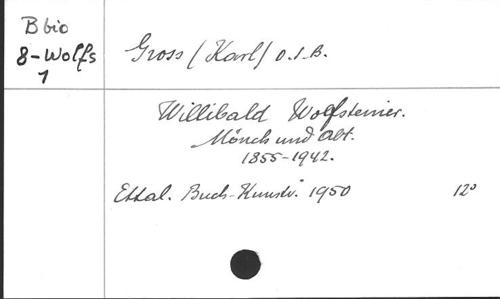 B bio
8-Wolfs
1
Gross (Karl) O.S.B.
Willibald Wolfsteiner.
Mönch und Abt.
1855-1942.
Ettal. Buch-Kunstv. 1950 12°